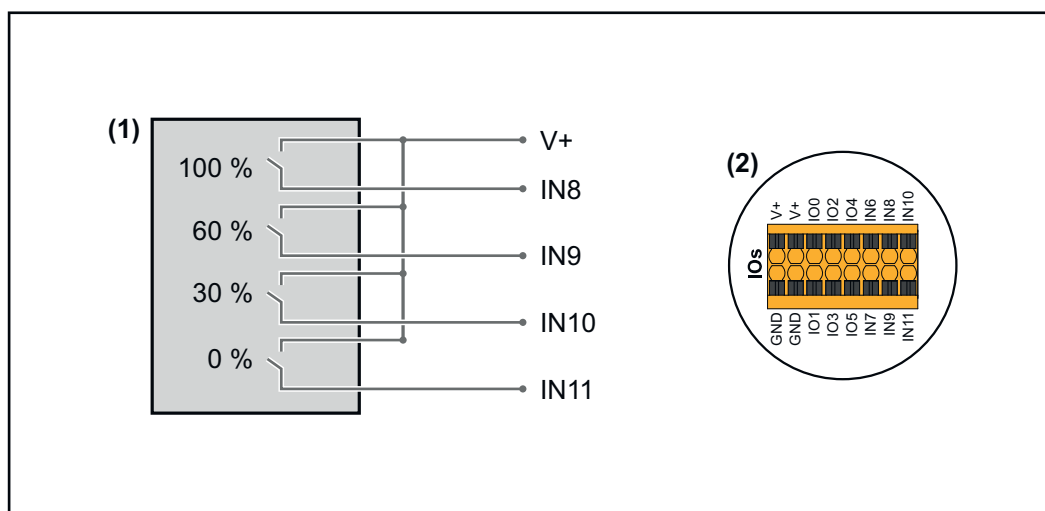 (1)
100 %
60 %
30 %
0 %
V+
IN8
IN9
IN10
IN11
(2)
V+ V+ IO0 IO2 IO4 IN6 IN8 IN10
IOs
GND GND IO1 IO3 IO5 IN7 IN9 IN11